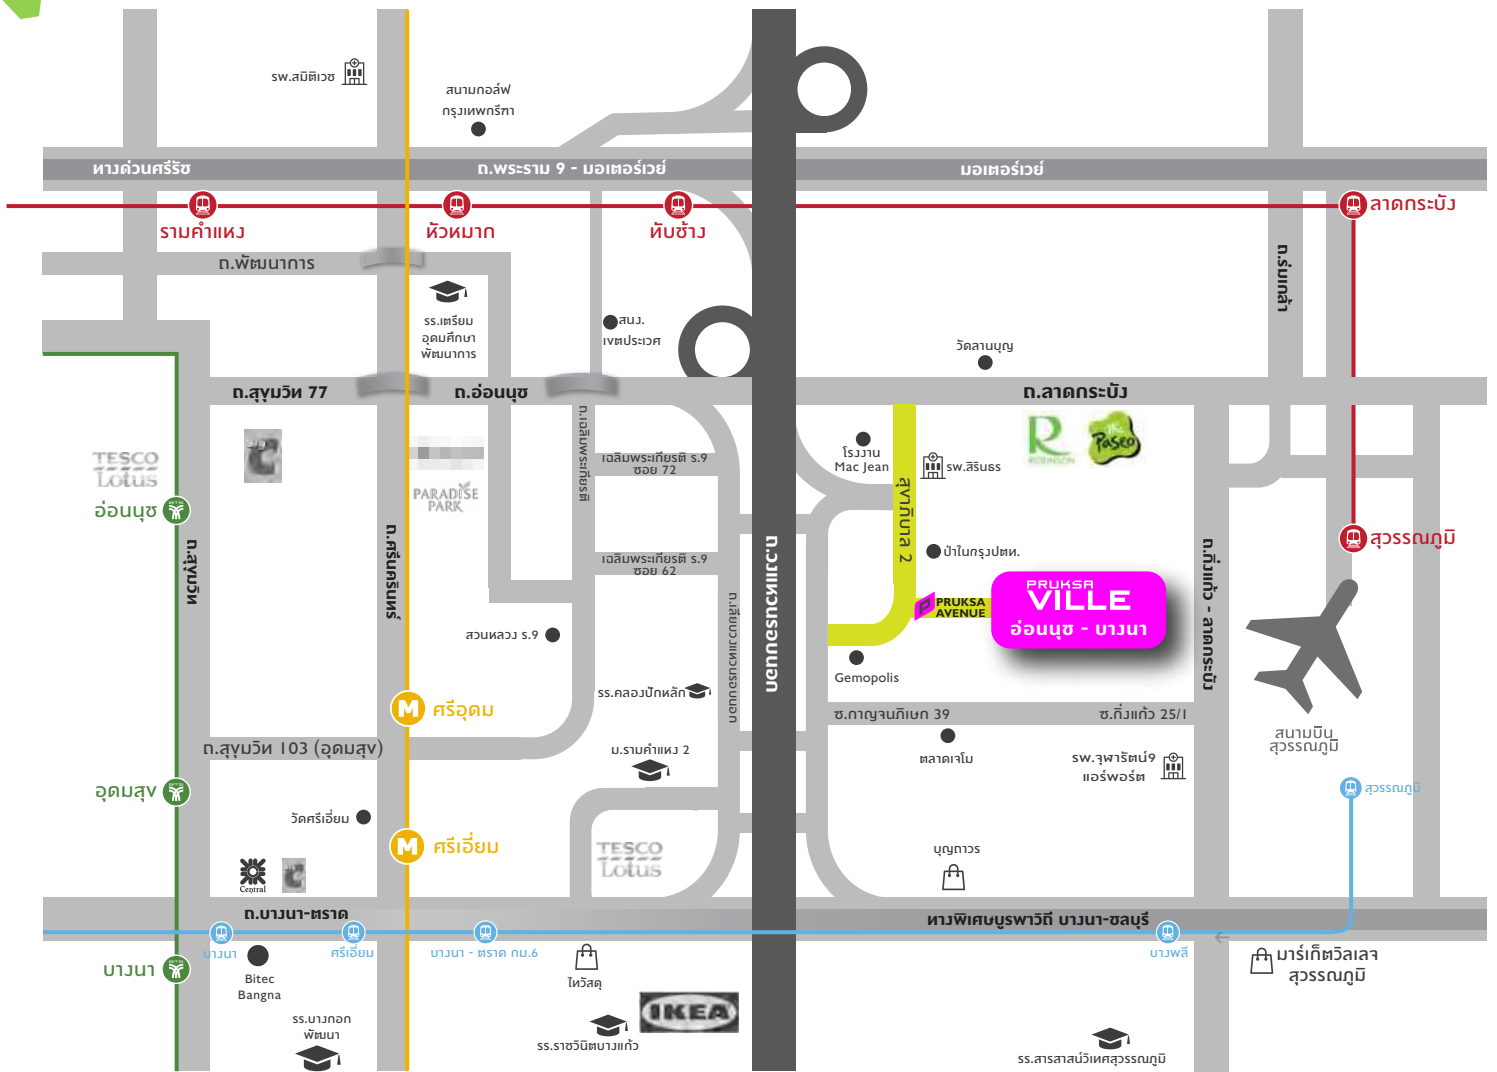 รพ.สมิติเวช
สนามกอล์ฟ
กรุงเทพกรีฑา
ทางด่วนศรีรัช
ถ.พระราม 9 - มอเตอร์เวย์
มอเตอร์เวย์
รามคำแหง
หัวหมาก
ทับช้าง
ลาดกระบัง
ถ.พัฒนาการ
ถ.ร่มเกล้า
รร.เตรียม
อุดมศึกษา
พัฒนาการ
สนง.
เขตประเวศ
วัดลานบุญ
ถ.สุขุมวิท 77
ถ.อ่อนนุช
ถ.ลาดกระบัง
ถ.เฉลิมพระเกียรติ
TESCO
Lotus
C
PARADISE
PARK
เฉลิมพระเกียรติ ร.9
ซอย 72
โรงงาน
Mac Jean
รพ.สิรินธร
R
ROBINSON
The
Paseo
อ่อนนุช
สุขาภิบาล 2
ถ.สุขุมวิท
ถ.ศรีนครินทร์
เฉลิมพระเกียรติ ร.9
ซอย 62
ถ.วงแหวนรอบนอก
ป่าในกรุงปตท.
ถ.กิ่งแก้ว - ลาดกระบัง
สุวรรณภูมิ
ถ.เลียบวงแหวนรอบนอก
PRUKSA
AVENUE
PRUKSA
VILLE
อ่อนนุช - บางนา
สวนหลวง ร.9
Gemopolis
รร.คลองปักหลัก
M ศรีอุดม
ซ.กาญจนภิเษก 39
ซ.กิ่งแก้ว 25/1
สนามบิน
สุวรรณภูมิ
ถ.สุขุมวิท 103 (อุดมสุข)
ม.รามคำแหง 2
ตลาดเจโม
รพ.จุฬารัตน์9
แอร์พอร์ต
อุดมสุข
สุวรรณภูมิ
วัดศรีเอี่ยม
M ศรีเอี่ยม
TESCO
Lotus
บุญถาวร
Central
C
ถ.บางนา-ตราด
ทางพิเศษบูรพาวิถี บางนา-ชลบุรี
บางนา
ศรีเอี่ยม
บางนา - ตราด กม.6
บางพลี
บางนา
Bitec
Bangna
ไทวัสดุ
มาร์เก็ตวิลเลจ
สุวรรณภูมิ
IKEA
รร.บางกอก
พัฒนา
รร.ราชวินิตบางแก้ว
รร.สารสาสน์วิเทศสุวรรณภูมิ